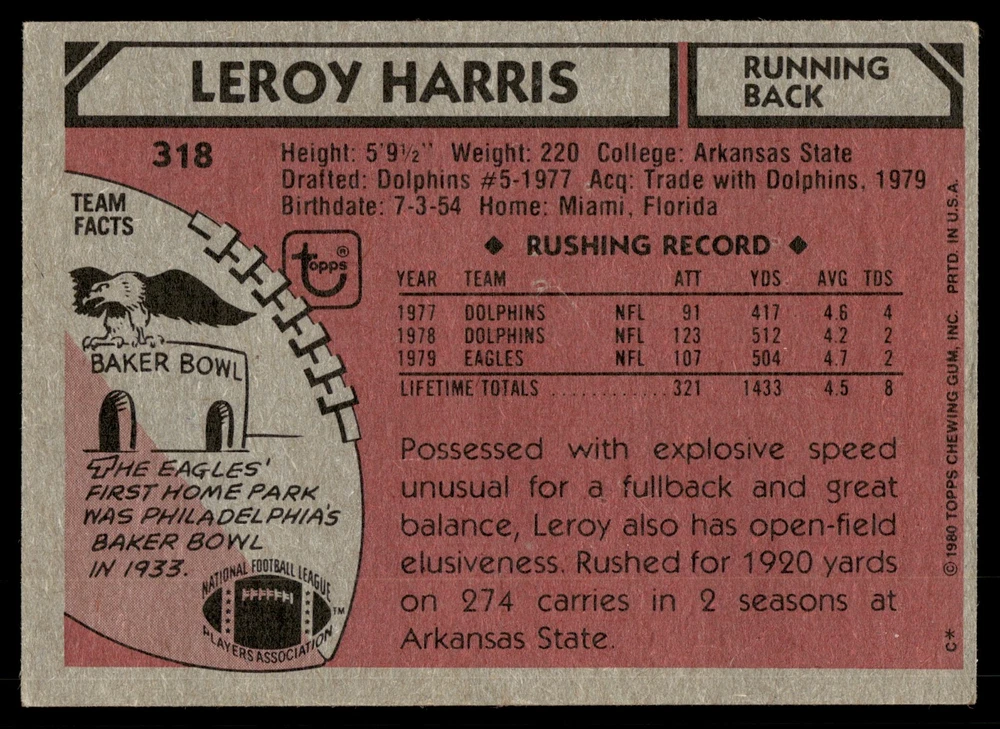 LEROY HARRIS
RUNNING
BACK
318
Height: 5'9½" Weight: 220 College: Arkansas State
Drafted: Dolphins #5-1977 Acq: Trade with Dolphins, 1979
Birthdate: 7-3-54 Home: Miami, Florida
TEAM
FACTS
topps®
◆ RUSHING RECORD ◆
YEAR TEAM ATT YDS. AVG TDS
1977 DOLPHINS NFL 91 417 4.6 4
1978 DOLPHINS NFL 123 512 4.2 2
1979 EAGLES NFL 107 504 4.7 2
LIFETIME TOTALS ............ 321 1433 4.5 8
BAKER BOWL
THE EAGLES'
FIRST HOME PARK
WAS PHILADELPHIA'S
BAKER BOWL
IN 1933.
NATIONAL FOOTBALL LEAGUE
PLAYERS ASSOCIATION
TM
Possessed with explosive speed
unusual for a fullback and great
balance, Leroy also has open-field
elusiveness. Rushed for 1920 yards
on 274 carries in 2 seasons at
Arkansas State.
C* © 1980 TOPPS CHEWING GUM, INC. PRTD. IN U.S.A.